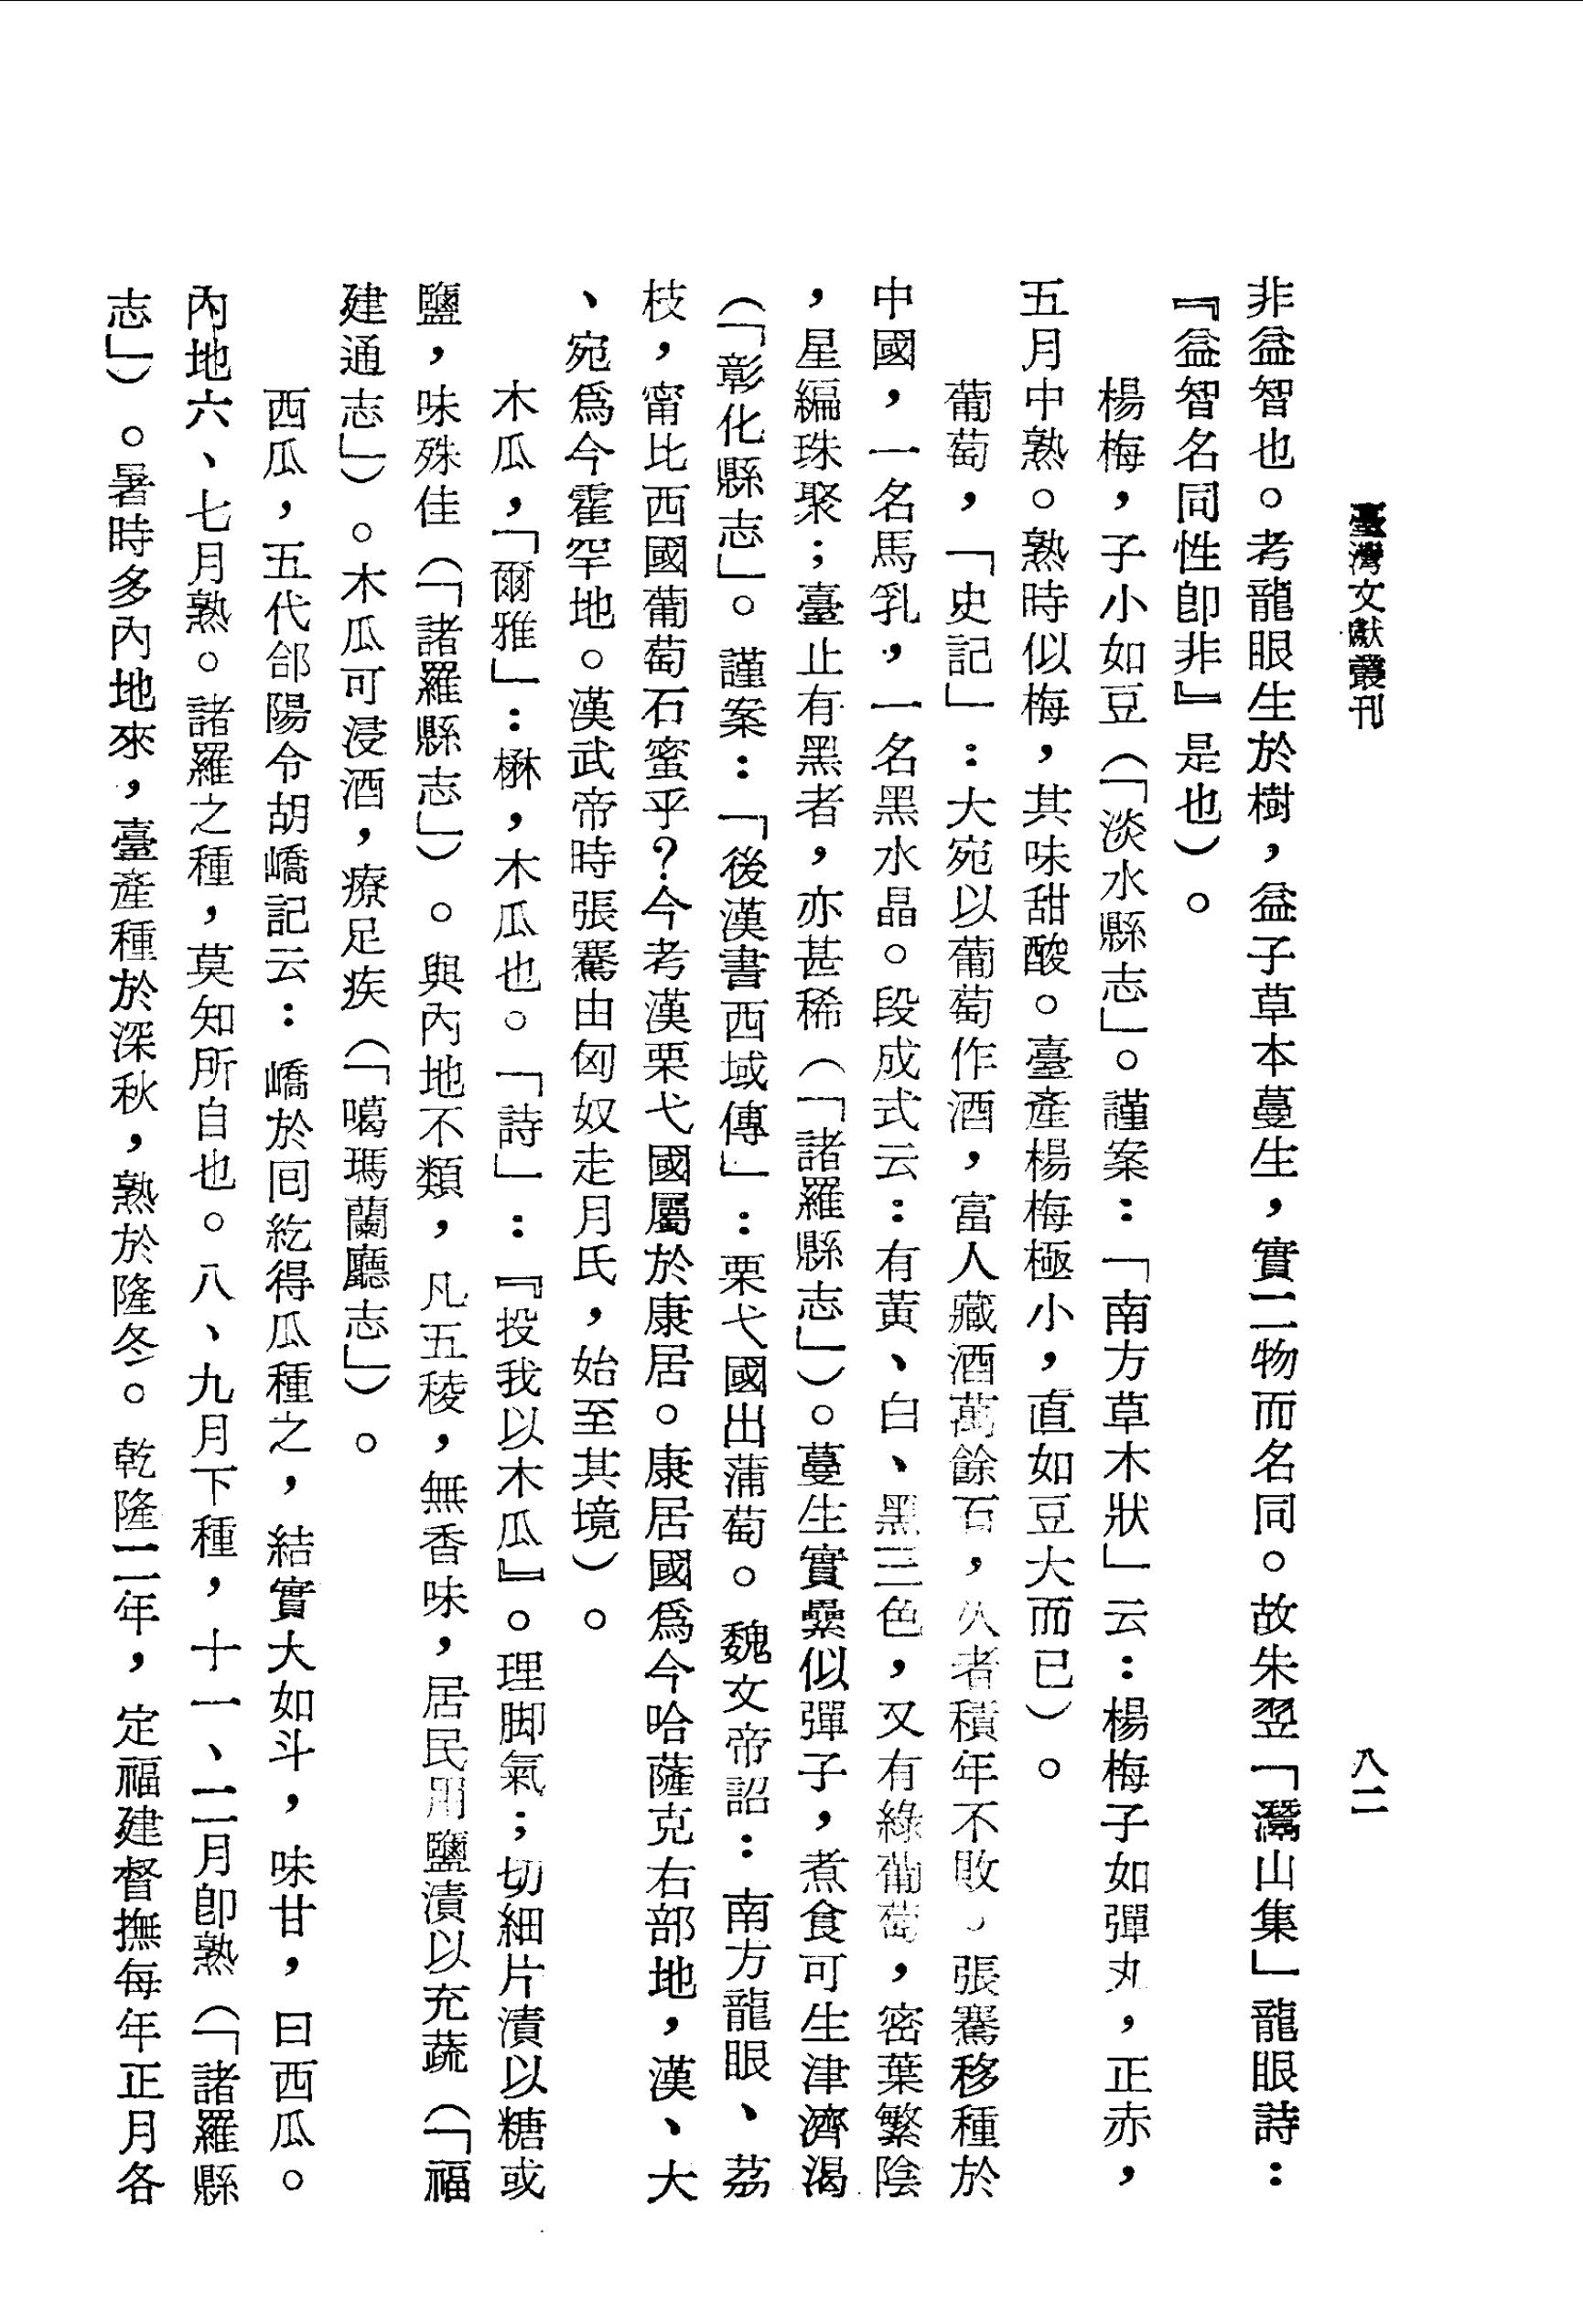 臺灣文獻叢刊
八二
非益智也。考龍眼生於樹，益子草本蔓生，實二物而名同。故朱翌「灊山集」龍眼詩：
『益智名同性卽非』是也）。
楊梅，子小如豆（「淡水縣志」。謹案：「南方草木狀」云：楊梅子如彈丸，正赤，
五月中熟。熟時似梅，其味甜酸。臺產楊梅極小，直如豆大而已）。
葡萄，「史記」：大宛以葡萄作酒，富人藏酒萬餘石，久者積年不敗。張騫移種於
中國，一名馬乳，一名黑水晶。段成式云：有黃、白、黑三色，又有綠葡萄，密葉繁陰
，星編珠聚；臺止有黑者，亦甚稀（「諸羅縣志」）。蔓生實纍似彈子，煮食可生津濟渴
（「彰化縣志」。謹案：「後漢書西域傳」：栗弋國出蒲萄。魏文帝詔：南方龍眼、荔
枝，甯比西國葡萄石蜜乎？今考漢栗弋國屬於康居。康居國爲今哈薩克右部地，漢、大
、宛爲今霍罕地。漢武帝時張騫由匈奴走月氏，始至其境）。
木瓜，「爾雅」：楙，木瓜也。「詩」：『投我以木瓜』。理脚氣；切細片漬以糖或
鹽，味殊佳（「諸羅縣志」）。與內地不類，凡五稜，無香味，居民用鹽漬以充蔬（「福
建通志」）。木瓜可浸酒，療足疾（「噶瑪蘭廳志」）。
西瓜，五代郃陽令胡嶠記云：嶠於囘紇得瓜種之，結實大如斗，味甘，曰西瓜。
內地六、七月熟。諸羅之種，莫知所自也。八、九月下種，十一、二月卽熟（「諸羅縣
志」）。暑時多內地來，臺產種於深秋，熟於隆冬。乾隆二年，定福建督撫每年正月各